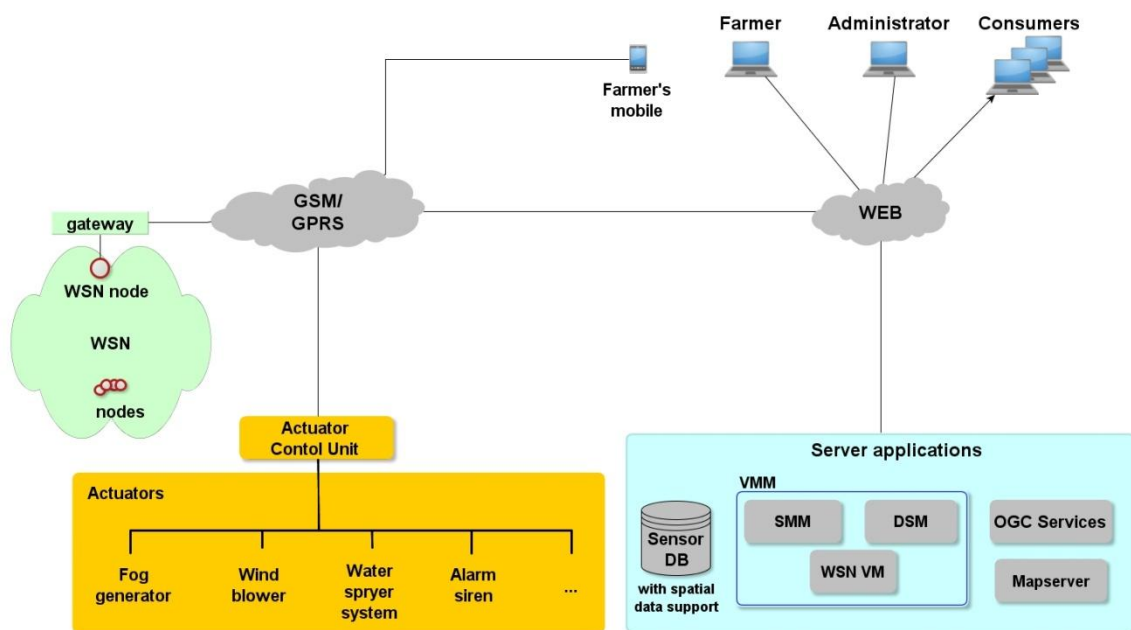 Farmer
Administrator
Consumers
Farmer's
mobile
GSM/
GPRS
WEB
gateway
WSN node
WSN
nodes
Actuator
Contol Unit
Actuators
Fog
generator
Wind
blower
Water
spryer
system
Alarm
siren
...
Server applications
VMM
SMM
DSM
WSN VM
Sensor
DB
with spatial
data support
OGC Services
Mapserver